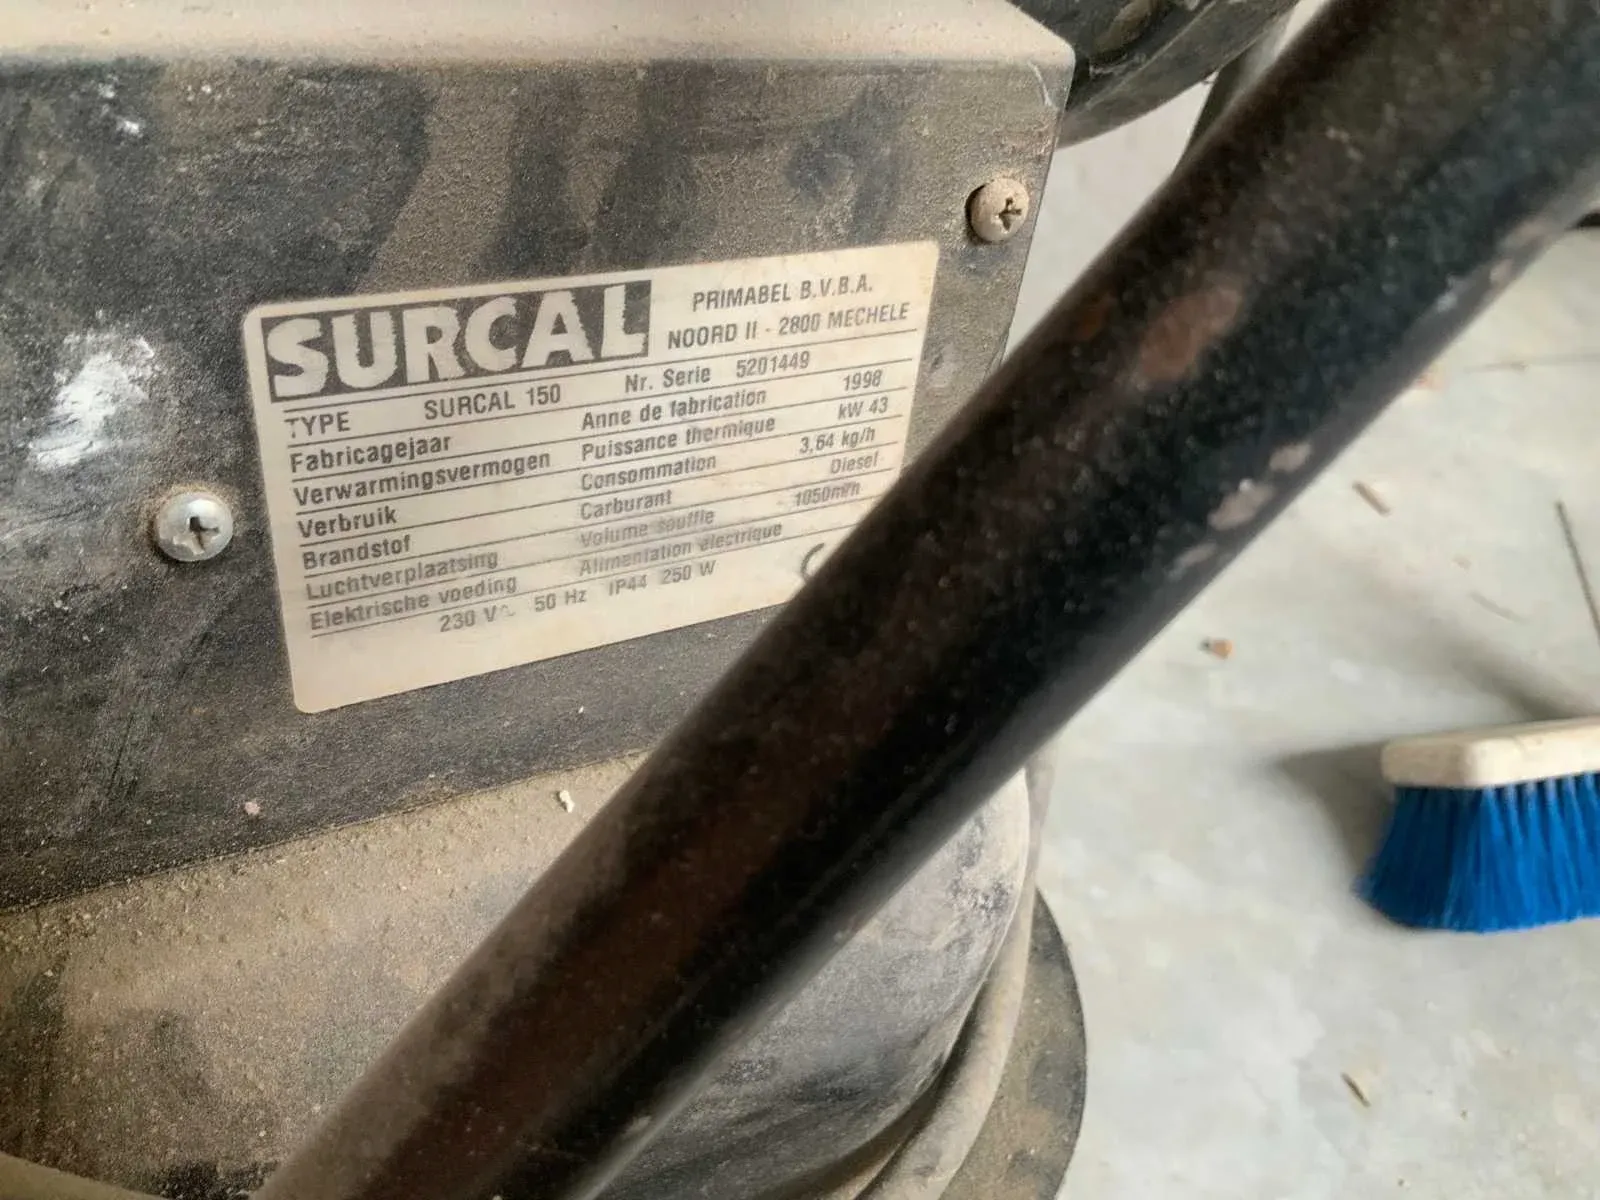 SURCAL
PRIMABEL B.V.B.A.
NOORD II - 2800 MECHELE
TYPE SURCAL 150 Nr. Serie 5201449
Fabricagejaar Anne de fabrication 1998
Verwarmingsvermogen Puissance thermique kW 43
Verbruik Consommation 3,64 kg/h
Brandstof Carburant Diesel
Luchtverplaatsing Volume souffle 1050m³/h
Elektrische voeding Alimentation electrique
230 V~ 50 Hz IP44 250 W